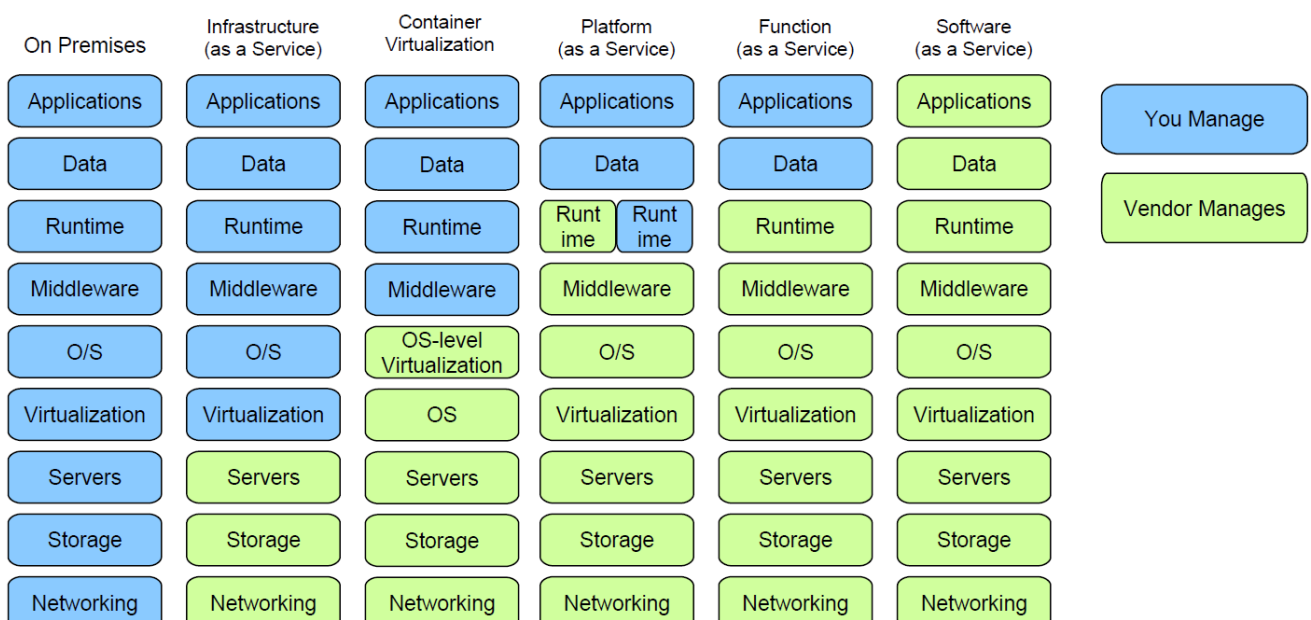 On Premises
Infrastructure
(as a Service)
Container
Virtualization
Platform
(as a Service)
Function
(as a Service)
Software
(as a Service)
Applications
Applications
Applications
Applications
Applications
Applications
You Manage
Data
Data
Data
Data
Data
Data
Vendor Manages
Runtime
Runtime
Runtime
Runt
ime
Runt
ime
Runtime
Runtime
Middleware
Middleware
Middleware
Middleware
Middleware
Middleware
O/S
O/S
OS-level
Virtualization
O/S
O/S
O/S
Virtualization
Virtualization
OS
Virtualization
Virtualization
Virtualization
Servers
Servers
Servers
Servers
Servers
Servers
Storage
Storage
Storage
Storage
Storage
Storage
Networking
Networking
Networking
Networking
Networking
Networking